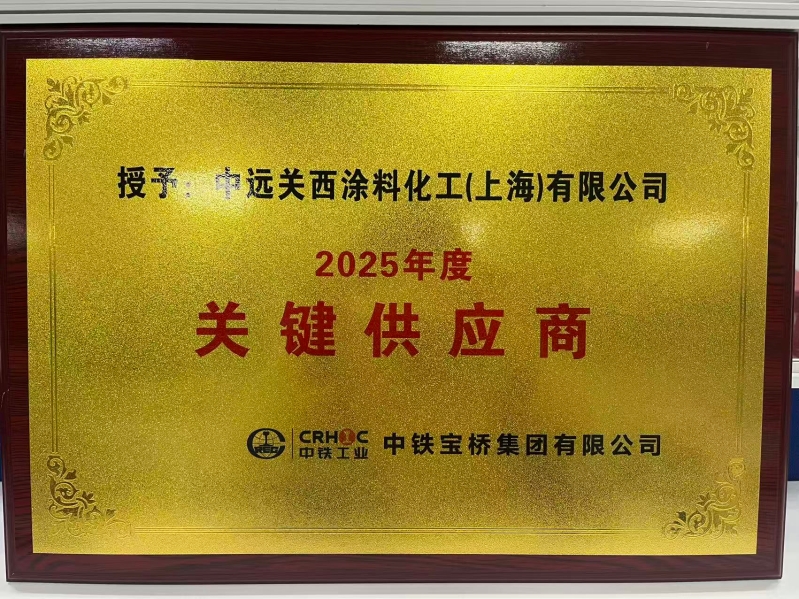 授予：中远关西涂料化工(上海)有限公司
2025年度
关键供应商
CRHIC
中铁工业
中铁宝桥集团有限公司